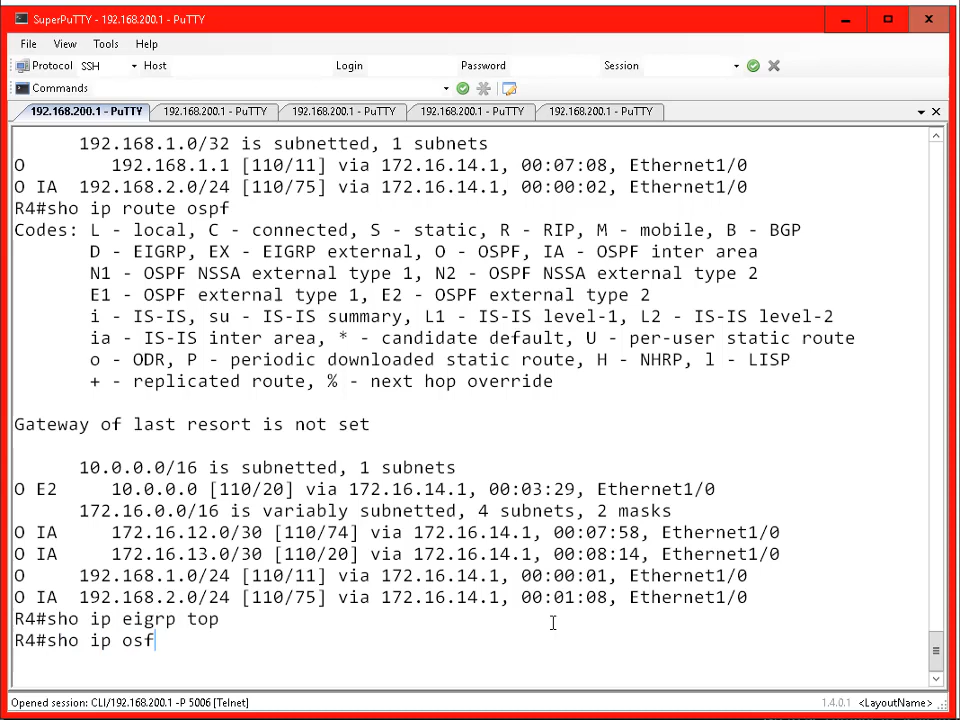 SuperPuTTY - 192.168.200.1 - PuTTY
File View Tools Help
Protocol SSH Host Login Password Session
Commands
192.168.200.1 - PuTTY 192.168.200.1 - PuTTY 192.168.200.1 - PuTTY 192.168.200.1 - PuTTY 192.168.200.1 - PuTTY
192.168.1.0/32 is subnetted, 1 subnets
O 192.168.1.1 [110/11] via 172.16.14.1, 00:07:08, Ethernet1/0
O IA 192.168.2.0/24 [110/75] via 172.16.14.1, 00:00:02, Ethernet1/0
R4#sho ip route ospf
Codes: L - local, C - connected, S - static, R - RIP, M - mobile, B - BGP
D - EIGRP, EX - EIGRP external, O - OSPF, IA - OSPF inter area
N1 - OSPF NSSA external type 1, N2 - OSPF NSSA external type 2
E1 - OSPF external type 1, E2 - OSPF external type 2
i - IS-IS, su - IS-IS summary, L1 - IS-IS level-1, L2 - IS-IS level-2
ia - IS-IS inter area, * - candidate default, U - per-user static route
o - ODR, P - periodic downloaded static route, H - NHRP, l - LISP
+ - replicated route, % - next hop override
Gateway of last resort is not set
10.0.0.0/16 is subnetted, 1 subnets
O E2 10.0.0.0 [110/20] via 172.16.14.1, 00:03:29, Ethernet1/0
172.16.0.0/16 is variably subnetted, 4 subnets, 2 masks
O IA 172.16.12.0/30 [110/74] via 172.16.14.1, 00:07:58, Ethernet1/0
O IA 172.16.13.0/30 [110/20] via 172.16.14.1, 00:08:14, Ethernet1/0
O 192.168.1.0/24 [110/11] via 172.16.14.1, 00:00:01, Ethernet1/0
O IA 192.168.2.0/24 [110/75] via 172.16.14.1, 00:01:08, Ethernet1/0
R4#sho ip eigrp top
R4#sho ip osf
Opened session: CLI/192.168.200.1 -P 5006 [Telnet] 1.4.0.1 <LayoutName>